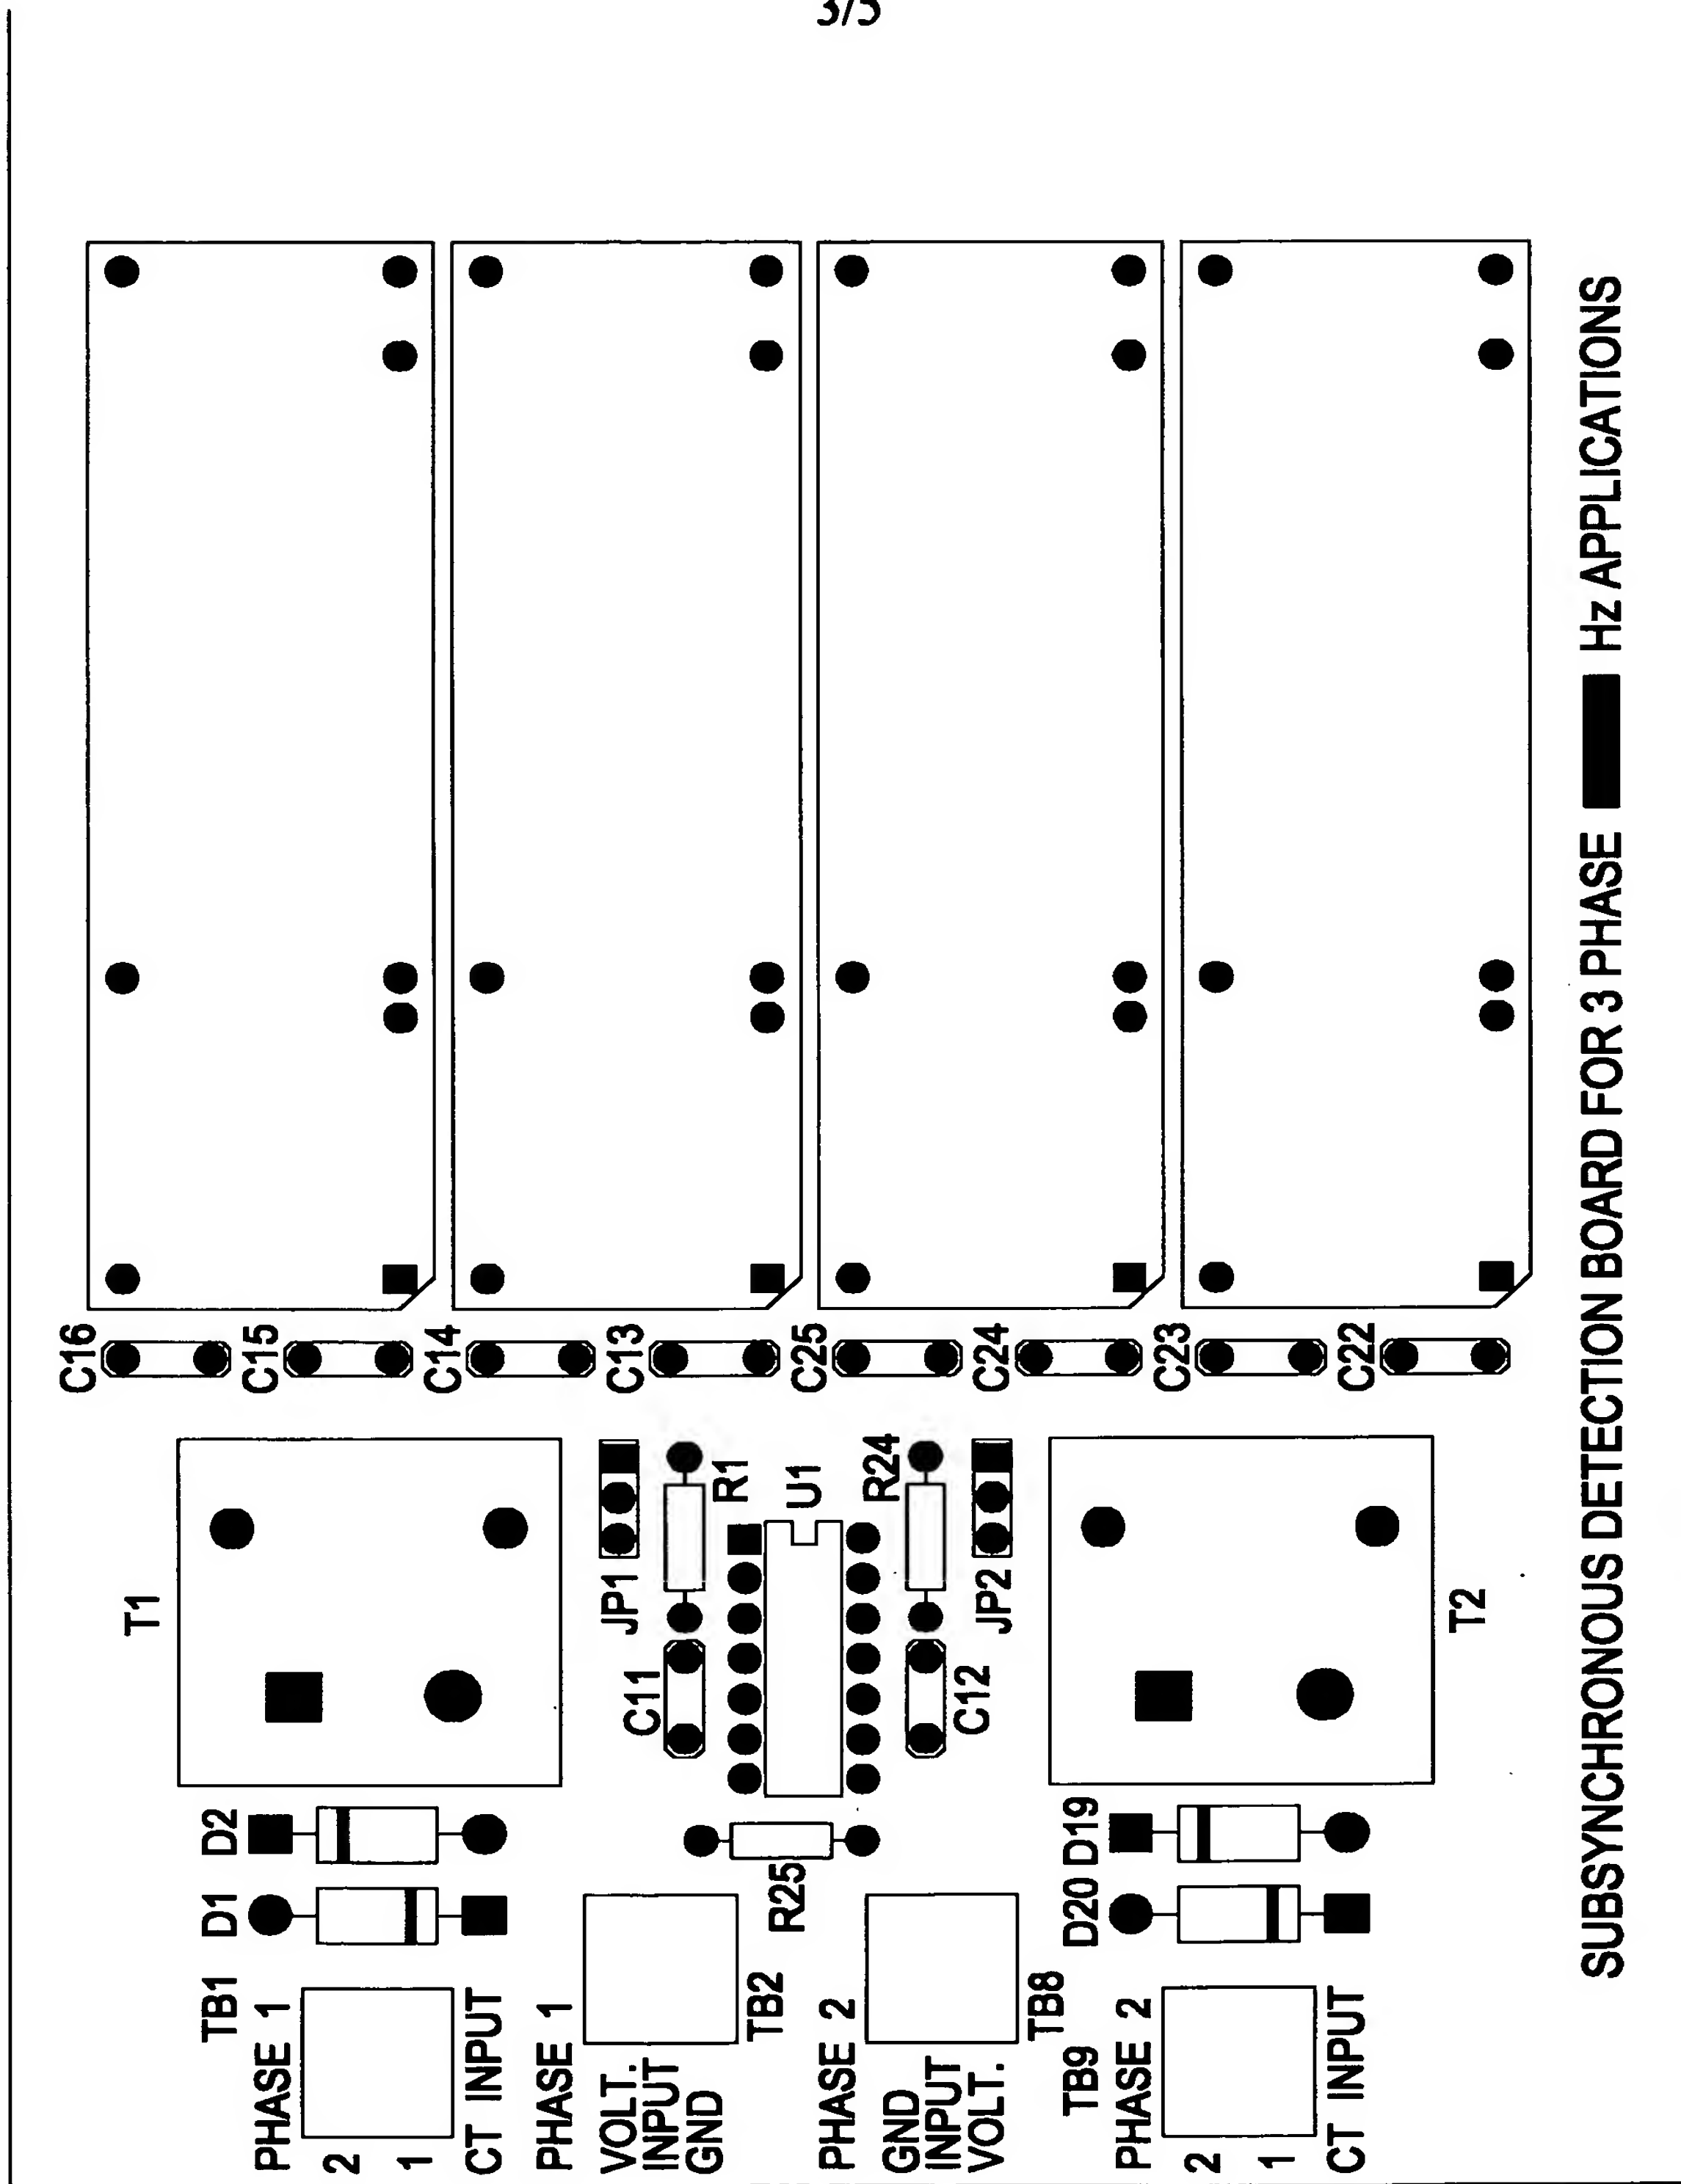 3/5
C16
C15
C14
C13
C25
C24
C23
C22
T1
JP1
R1
U1
R24
JP2
T2
C11
C12
D2
D1
R25
D19
D20
TB1
PHASE 1
2
1
CT INPUT
PHASE 1
VOLT.
INPUT
GND
TB2
PHASE 2
GND
INPUT
VOLT.
TB8
TB9
PHASE 2
2
1
CT INPUT
SUBSYNCHRONOUS DETECTION BOARD FOR 3 PHASE Hz APPLICATIONS